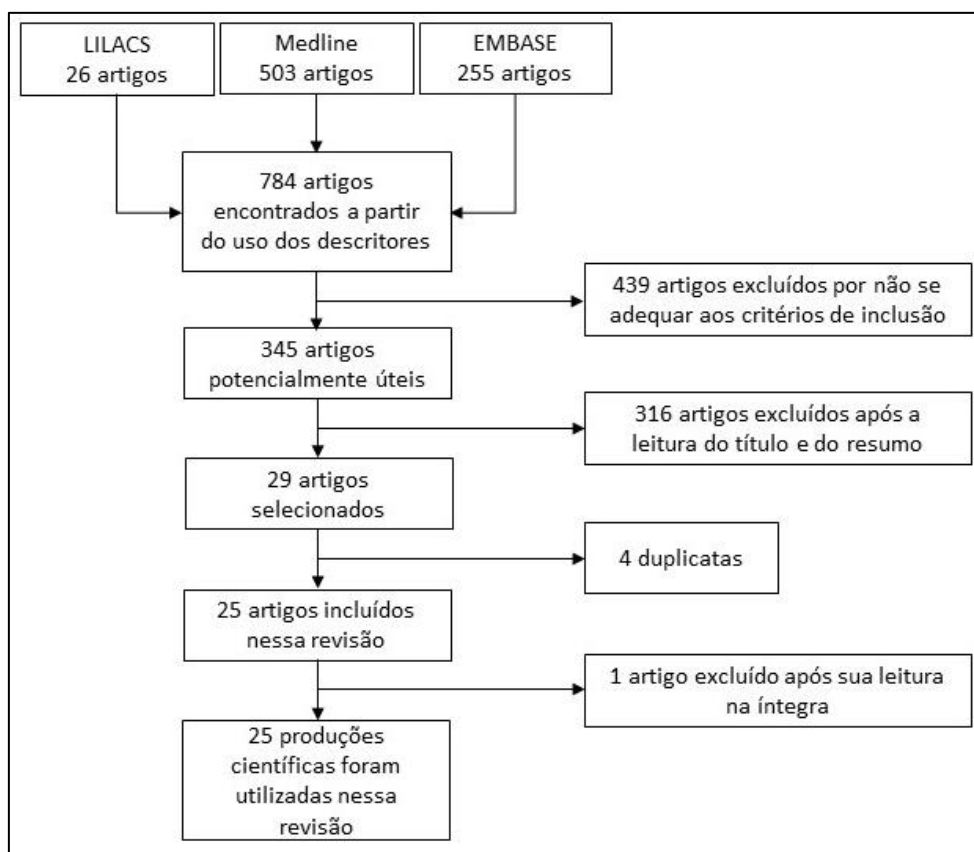 LILACS
26 artigos
Medline
503 artigos
EMBASE
255 artigos
784 artigos
encontrados a partir
do uso dos descritores
439 artigos excluídos por não se
adequar aos critérios de inclusão
345 artigos
potencialmente úteis
316 artigos excluídos após a
leitura do título e do resumo
29 artigos
selecionados
4 duplicatas
25 artigos incluídos
nessa revisão
1 artigo excluído após sua leitura
na íntegra
25 produções
científicas foram
utilizadas nessa
revisão